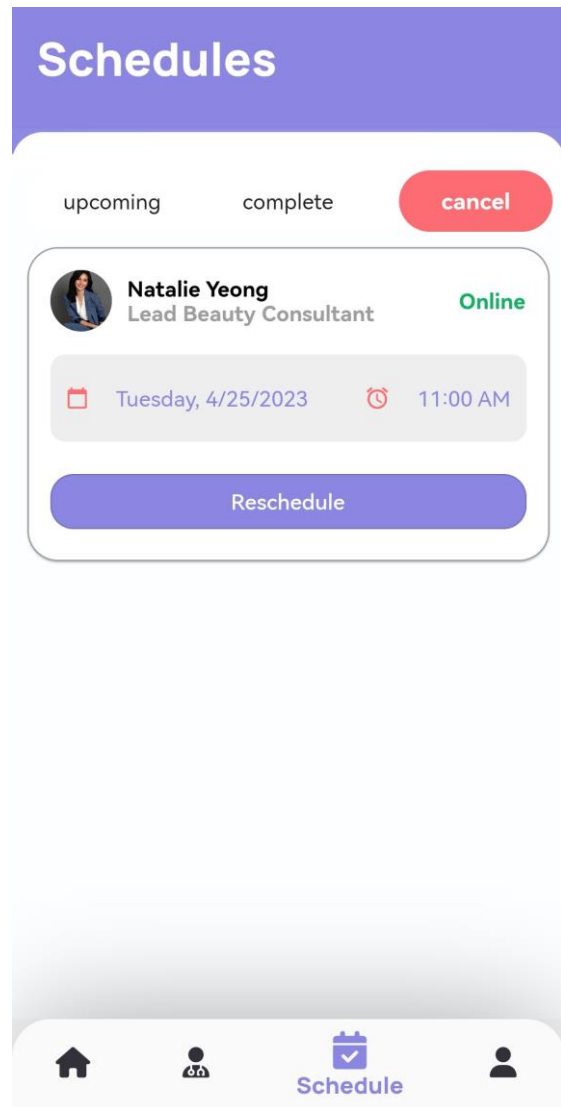 Schedules
upcoming complete cancel
Natalie Yeong
Lead Beauty Consultant
Online
Tuesday, 4/25/2023 11:00 AM
Reschedule
Schedule